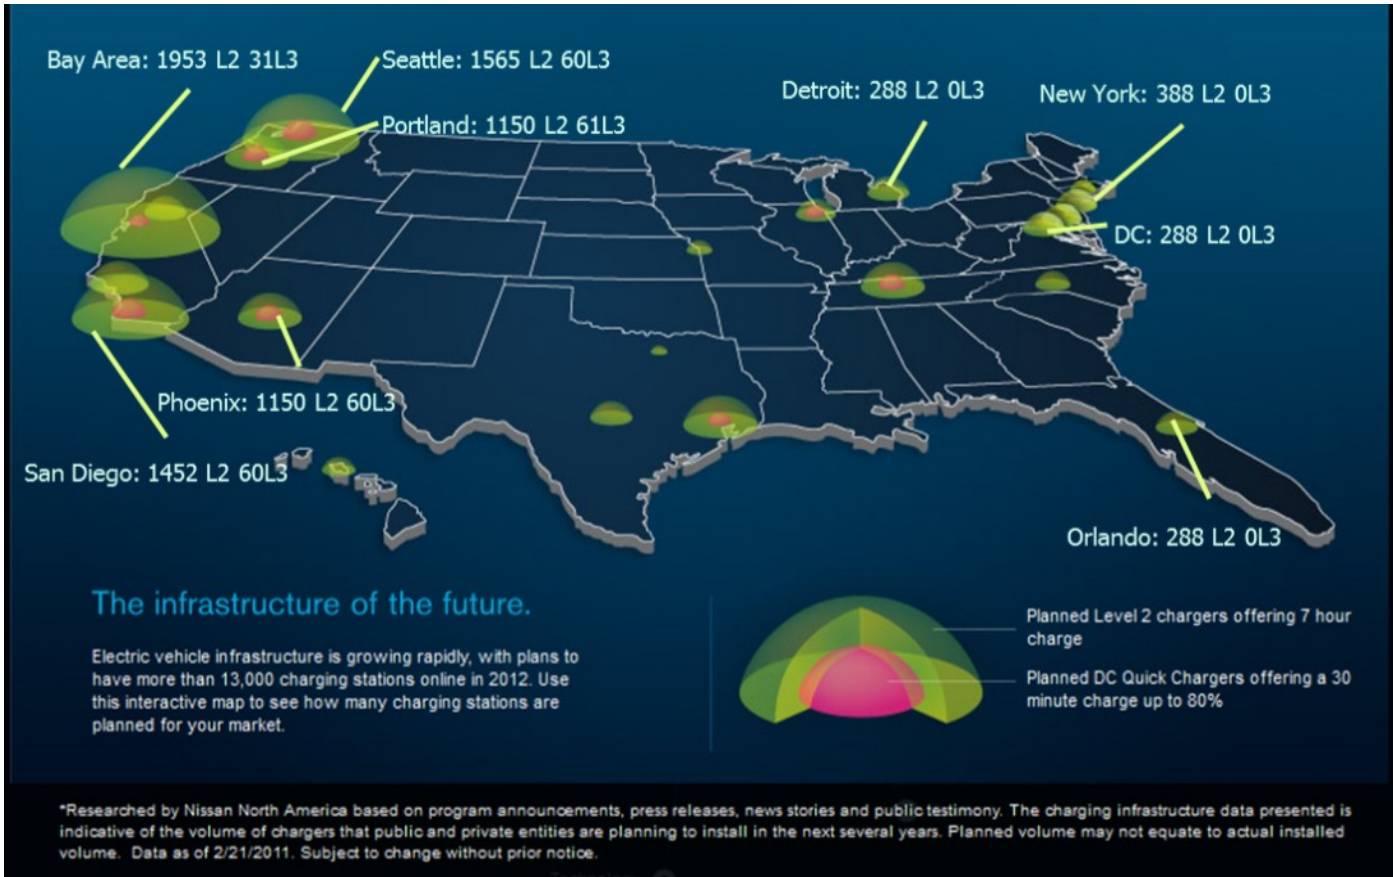 Bay Area: 1953 L2 31L3
Seattle: 1565 L2 60L3
Portland: 1150 L2 61L3
Detroit: 288 L2 0L3
New York: 388 L2 0L3
DC: 288 L2 0L3
Phoenix: 1150 L2 60L3
San Diego: 1452 L2 60L3
Orlando: 288 L2 0L3
The infrastructure of the future.
Electric vehicle infrastructure is growing rapidly, with plans to
have more than 13,000 charging stations online in 2012. Use
this interactive map to see how many charging stations are
planned for your market.
Planned Level 2 chargers offering 7 hour
charge
Planned DC Quick Chargers offering a 30
minute charge up to 80%
*Researched by Nissan North America based on program announcements, press releases, news stories and public testimony. The charging infrastructure data presented is
indicative of the volume of chargers that public and private entities are planning to install in the next several years. Planned volume may not equate to actual installed
volume. Data as of 2/21/2011. Subject to change without prior notice.